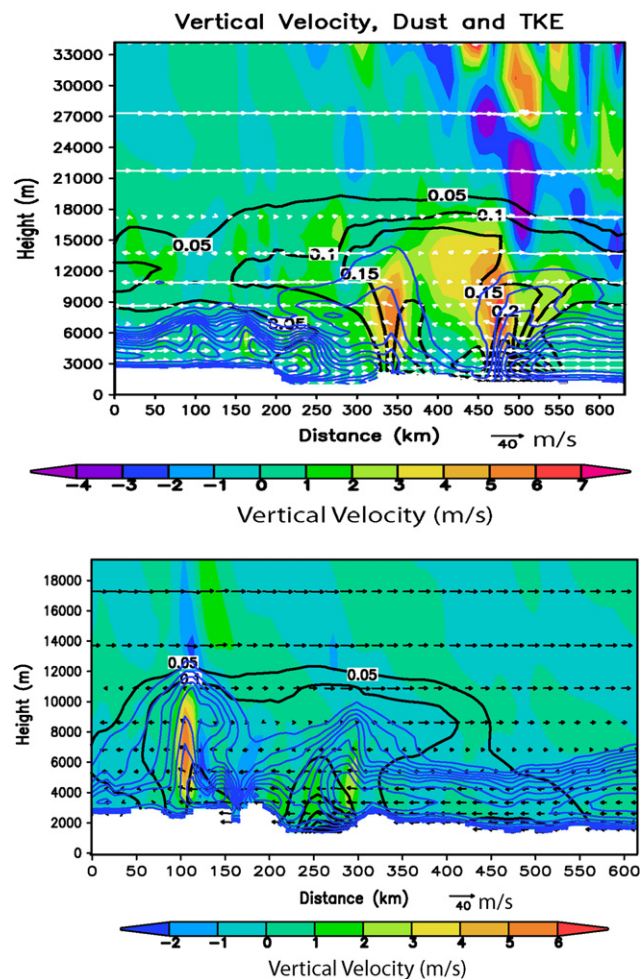 Vertical Velocity, Dust and TKE
Height (m)
33000
30000
27000
24000
21000
18000
15000
12000
9000
6000
3000
0
0.05
0.1
0.05
0.1
0.15
0.15
0.2
0.05
0 50 100 150 200 250 300 350 400 450 500 550 600
Distance (km)
40 m/s
-4 -3 -2 -1 0 1 2 3 4 5 6 7
Vertical Velocity (m/s)
Height (m)
18000
16000
14000
12000
10000
8000
6000
4000
2000
0
0.05
0.05
0.1
0 50 100 150 200 250 300 350 400 450 500 550 600
Distance (km)
40 m/s
-2 -1 0 1 2 3 4 5 6
Vertical Velocity (m/s)